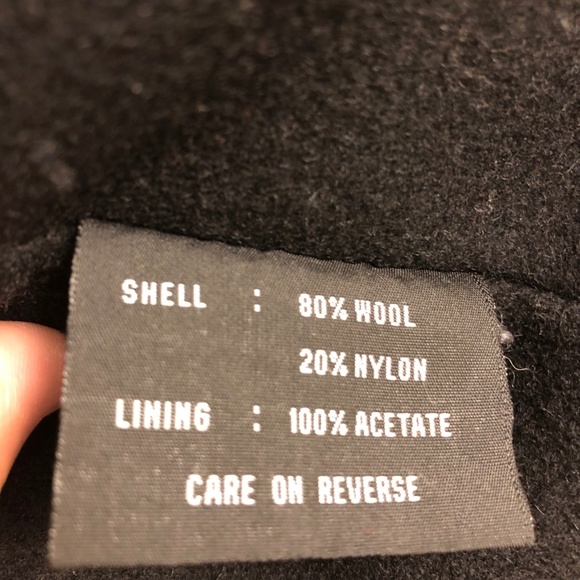 SHELL : 80% WOOL
20% NYLON
LINING : 100% ACETATE
CARE ON REVERSE